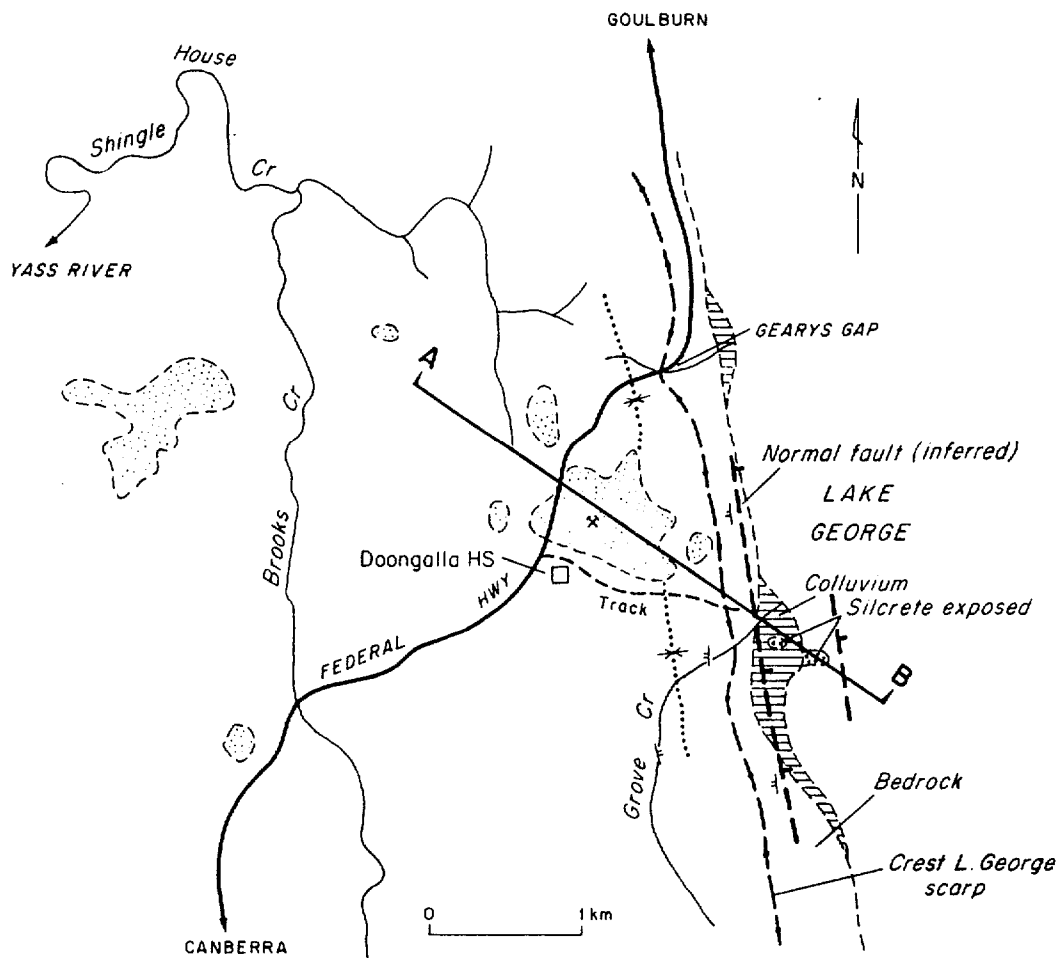 GOULBURN
House
Shingle
Cr
N
YASS RIVER
GEARYS GAP
A
Cr
Normal fault (inferred)
LAKE
GEORGE
Brooks
Doongalla HS
Colluvium
Silcrete exposed
Track
HWY
FEDERAL
B
Cr
Grove
Bedrock
Crest L. George
scarp
0
1 km
CANBERRA